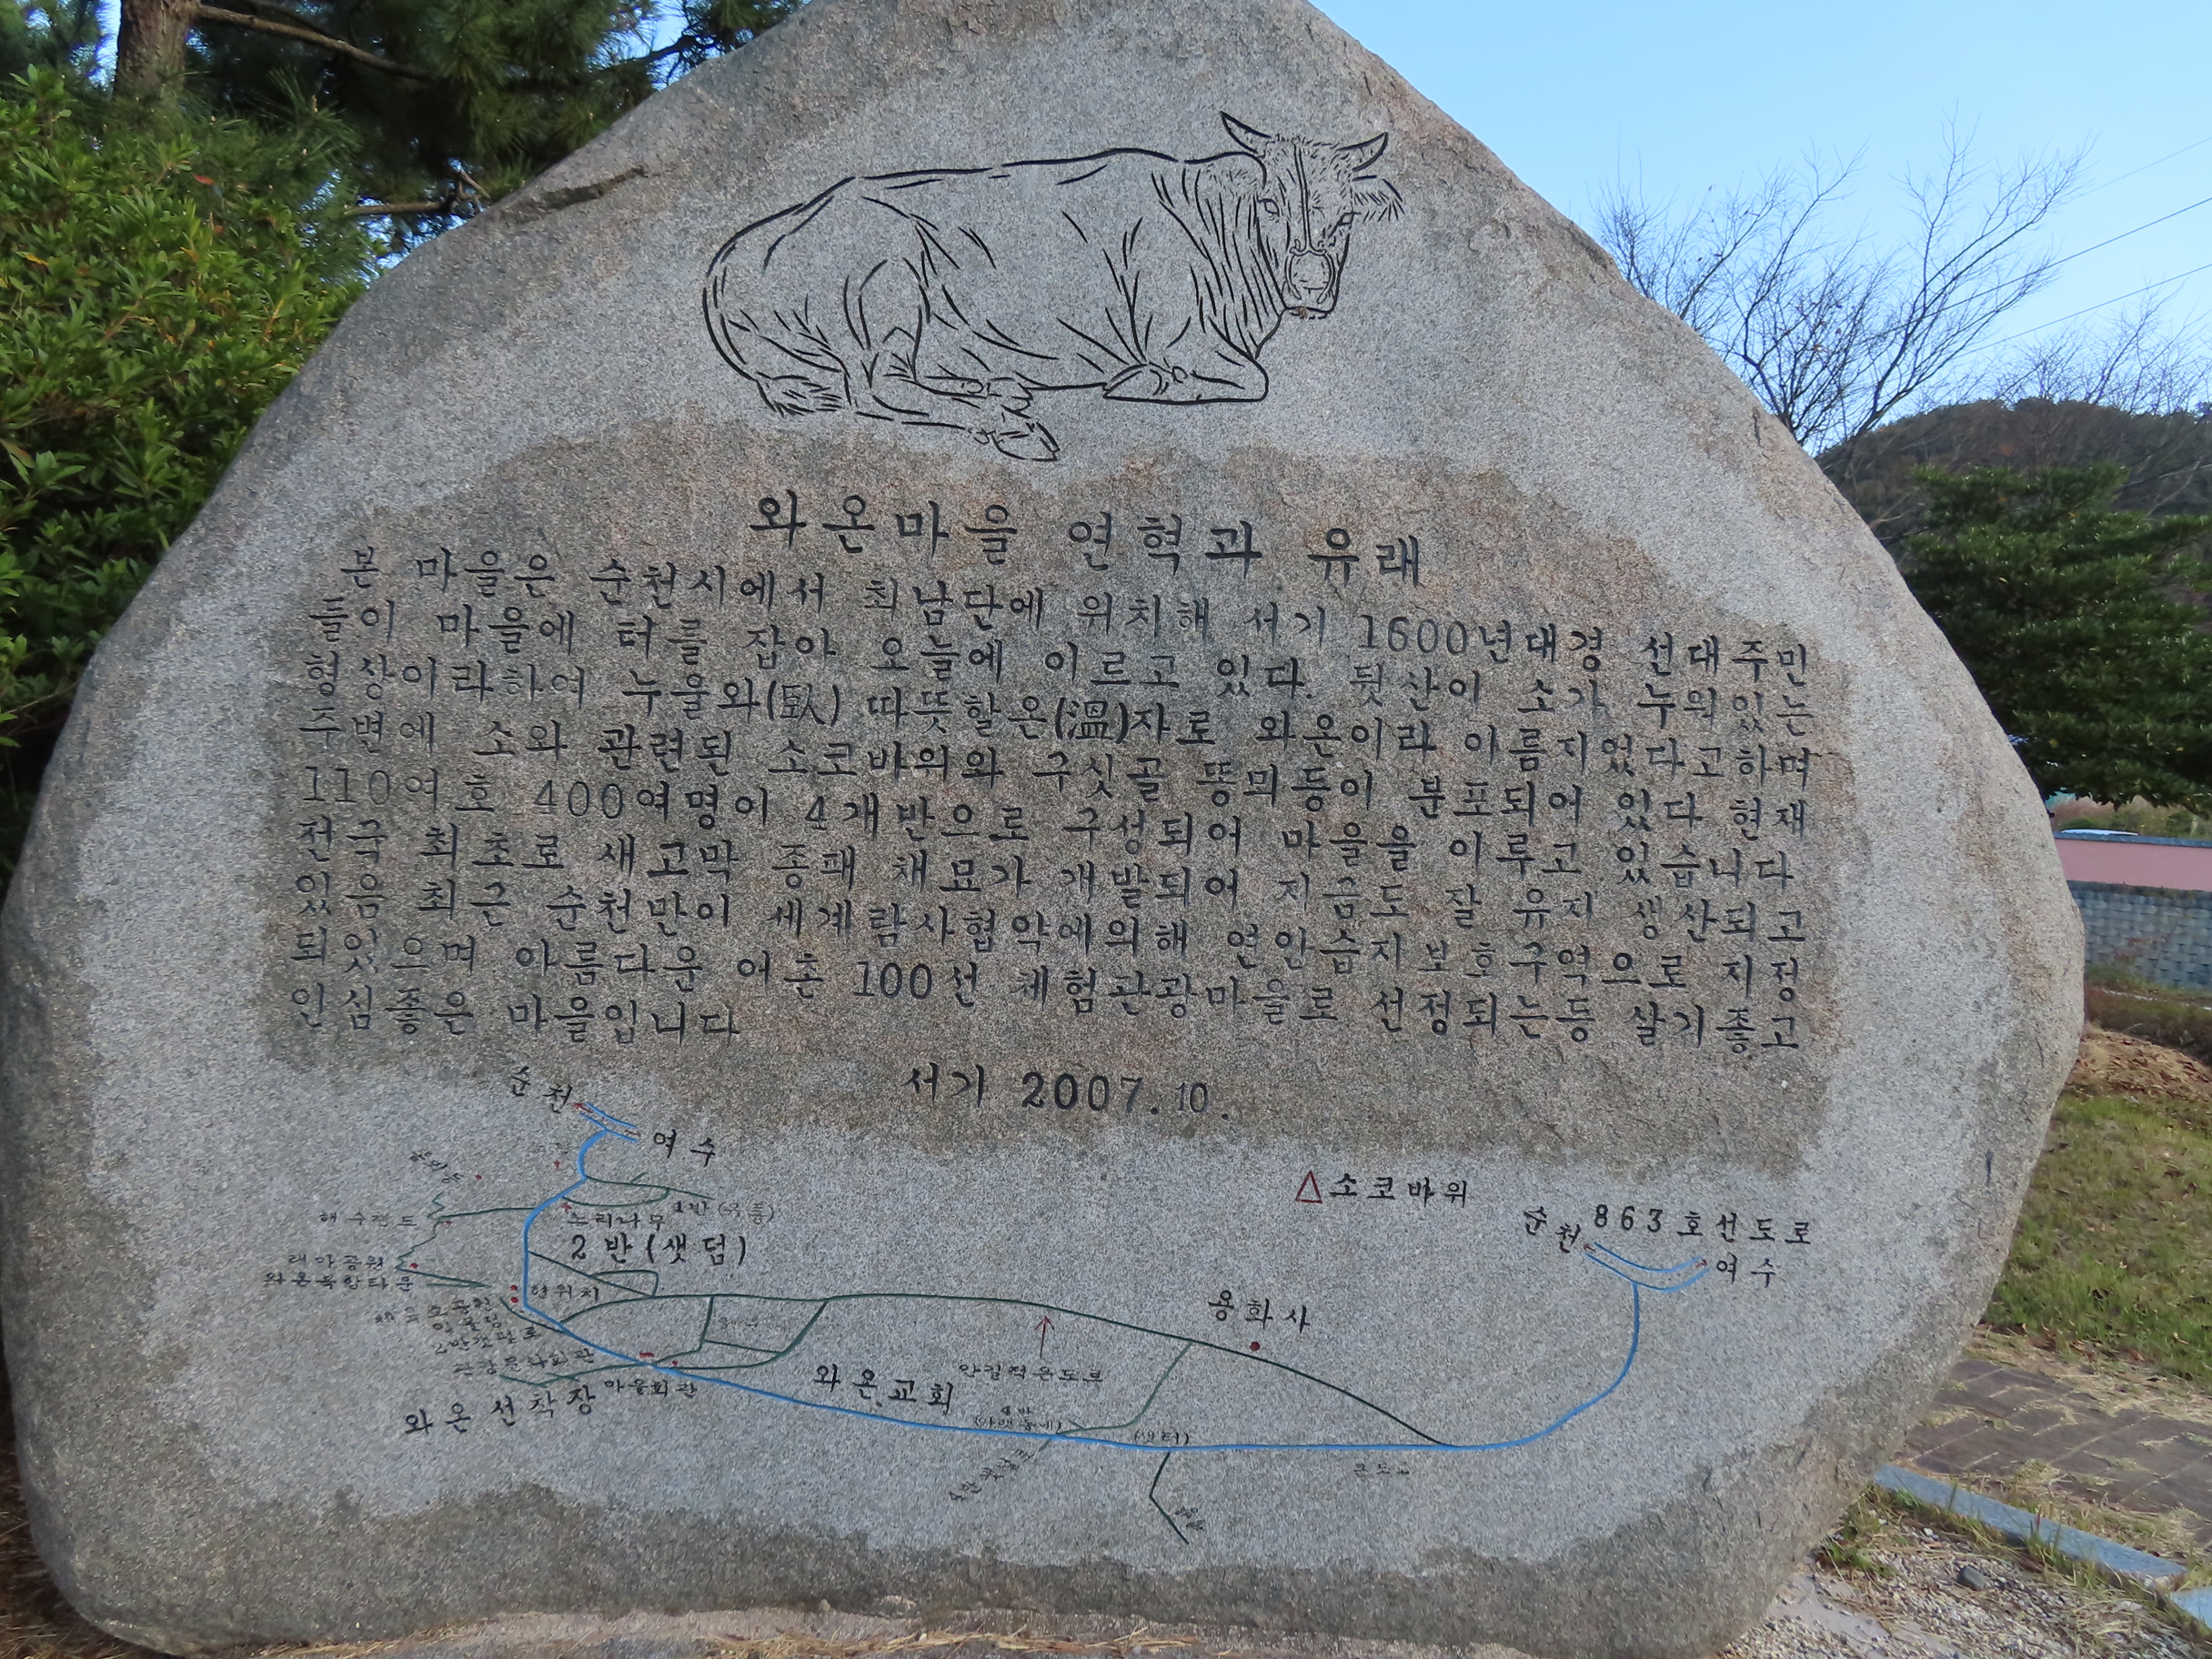 와온마을 연혁과 유래
본 마을은 순천시에서 최남단에 위치해 서기 1600년대경 선대주민
들이 마을에 터를 잡아 오늘에 이르고 있다. 뒷산이 소가 누워있는
형상이라하여 누울와(臥) 따뜻할온(溫)자로 와온이라 이름지었다고하며
주변에 소와 관련된 소코바위와 구싯골 똥뫼등이 분포되어 있다 현재
110여호 400여명이 4개반으로 구성되어 마을을 이루고 있습니다
전국 최초로 새고막 종패 채묘가 개발되어 지금도 잘 유지 생산되고
있음 최근 순천만이 세계람사협약에의해 연안습지보호구역으로 지정
되있으며 아름다운 어촌 100선 체험관광마을로 선정되는등 살기좋고
인심좋은 마을입니다
서기 2007.10.
순천
여수
소코바위
순천 863호선도로
여수
느리나무
2반(샛덤)
현위치
용화사
와온교회
마을회관
와온선착장